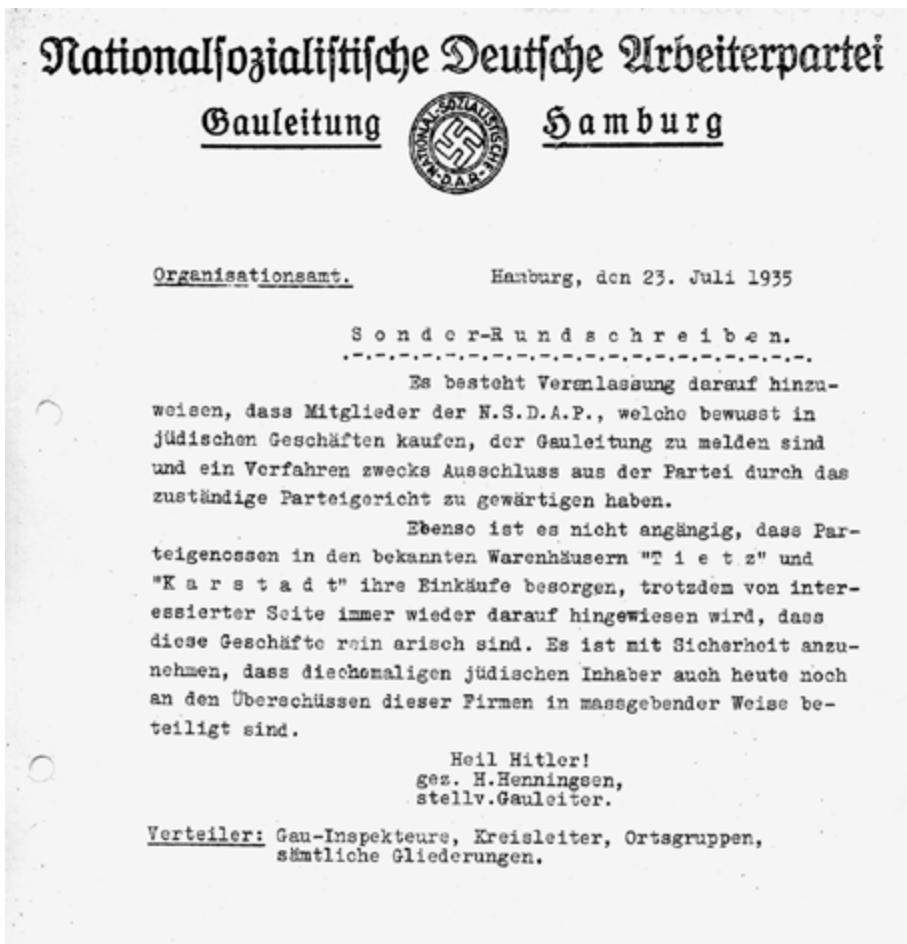 Nationalsozialistische Deutsche Arbeiterpartei
Gauleitung Hamburg
NATIONAL-SOZIALISTISCHE D.A.P.
Organisationsamt. Hamburg, den 23. Juli 1935
Sonder-Rundschreiben.
Es besteht Veranlassung darauf hinzu-
weisen, dass Mitglieder der N.S.D.A.P., welche bewusst in
jüdischen Geschäften kaufen, der Gauleitung zu melden sind
und ein Verfahren zwecks Ausschluss aus der Partei durch das
zuständige Parteigericht zu gewärtigen haben.
Ebenso ist es nicht angängig, dass Par-
teigenossen in den bekannten Warenhäusern "T i e t z" und
"K a r s t a d t" ihre Einkäufe besorgen, trotzdem von inter-
essierter Seite immer wieder darauf hingewiesen wird, dass
diese Geschäfte rein arisch sind. Es ist mit Sicherheit anzu-
nehmen, dass dieehemaligen jüdischen Inhaber auch heute noch
an den Überschüssen dieser Firmen in massgebender Weise be-
teiligt sind.
Heil Hitler!
gez. H.Henningsen,
stellv.Gauleiter.
Verteiler: Gau-Inspekteure, Kreisleiter, Ortsgruppen,
sämtliche Gliederungen.